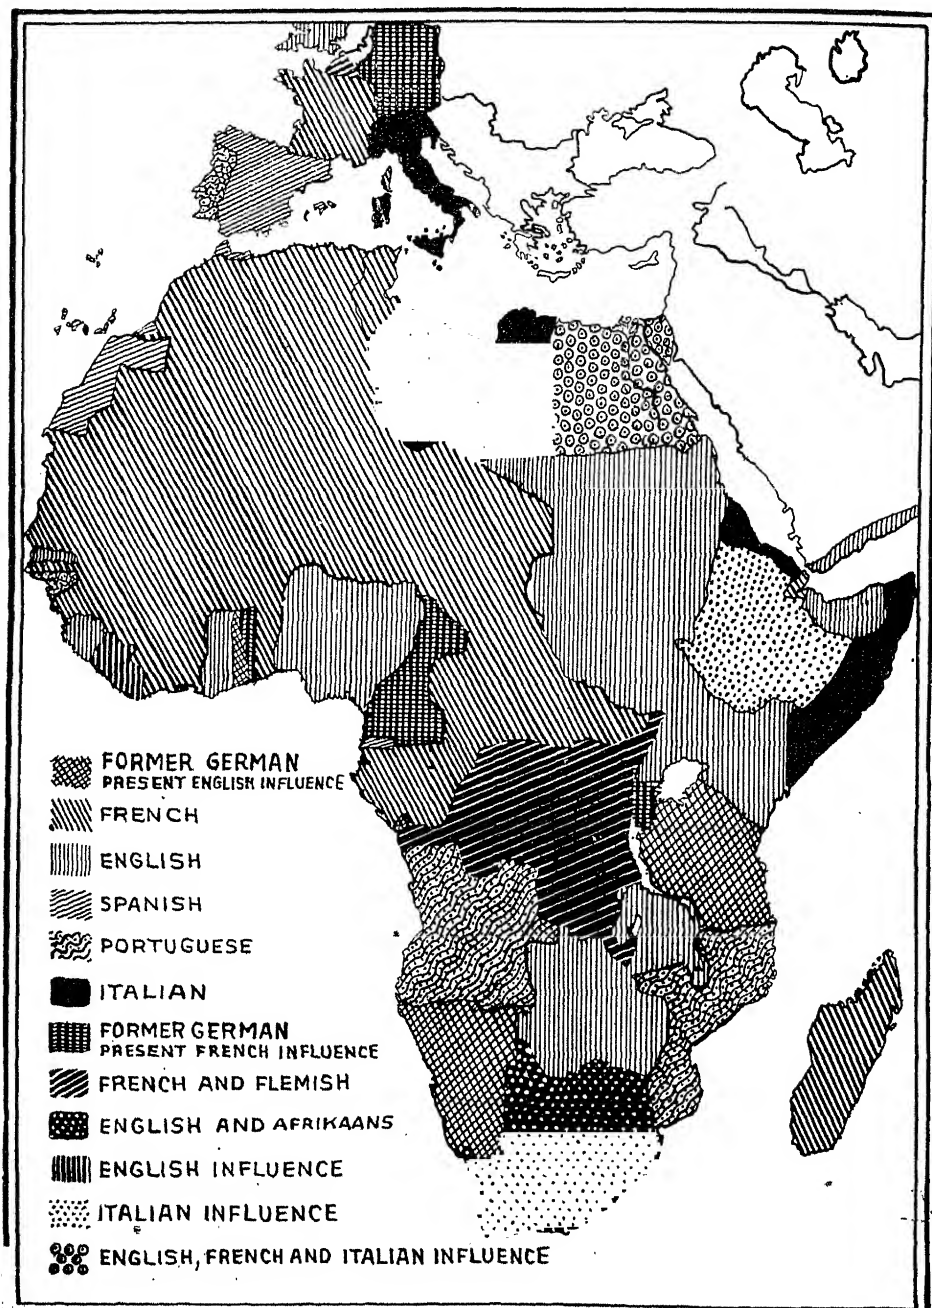 FORMER GERMAN
PRESENT ENGLISH INFLUENCE
FRENCH
ENGLISH
SPANISH
PORTUGUESE
ITALIAN
FORMER GERMAN
PRESENT FRENCH INFLUENCE
FRENCH AND FLEMISH
ENGLISH AND AFRIKAANS
ENGLISH INFLUENCE
ITALIAN INFLUENCE
ENGLISH, FRENCH AND ITALIAN INFLUENCE